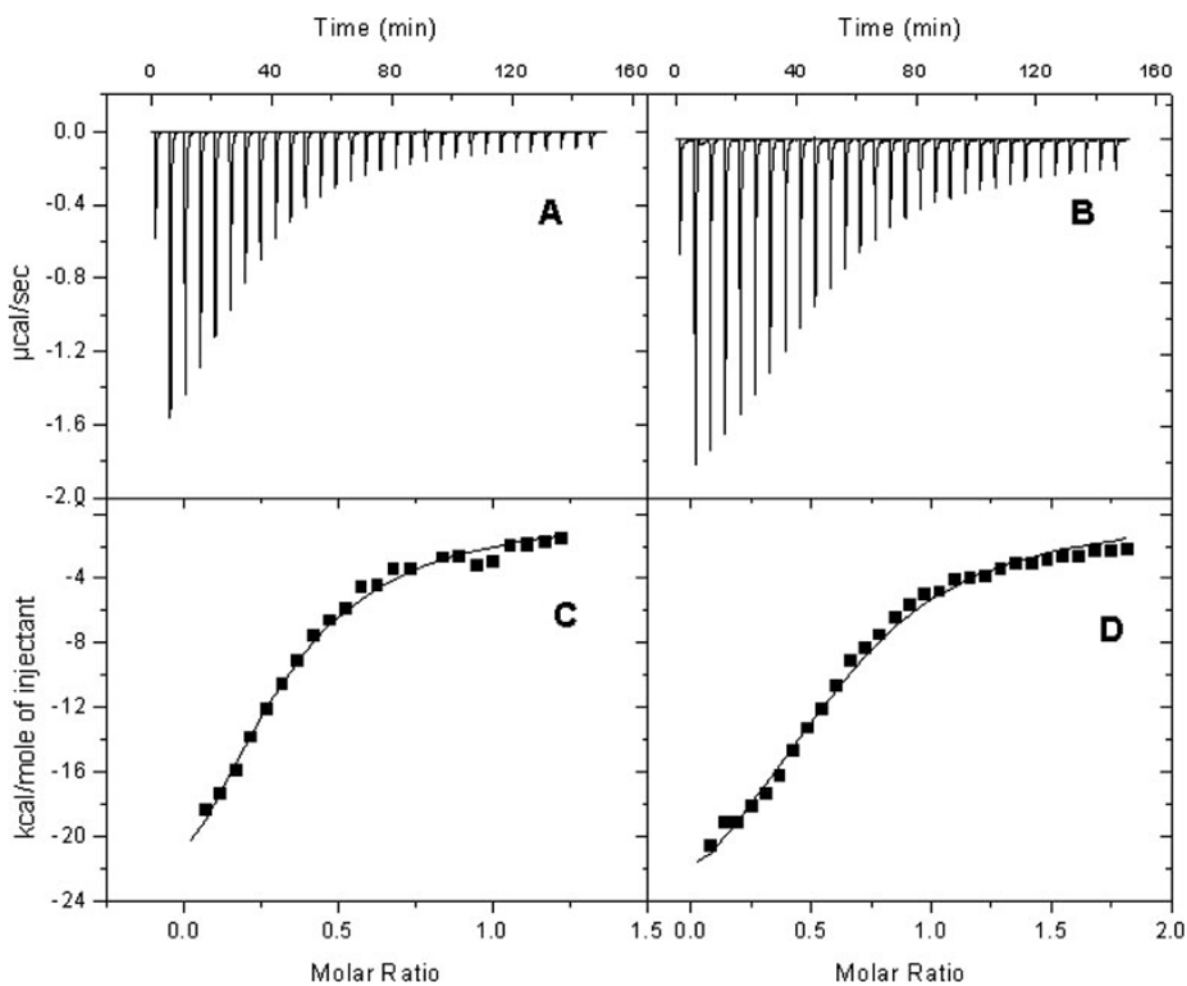 Time (min) Time (min)
0 40 80 120 160 0 40 80 120 160
0.0
-0.4
A B
-0.8
µcal/sec
-1.2
-1.6
-2.0
-4
C D
-8
kcal/mole of injectant
-12
-16
-20
-24
0.0 0.5 1.0 1.5 0.0 0.5 1.0 1.5 2.0
Molar Ratio Molar Ratio